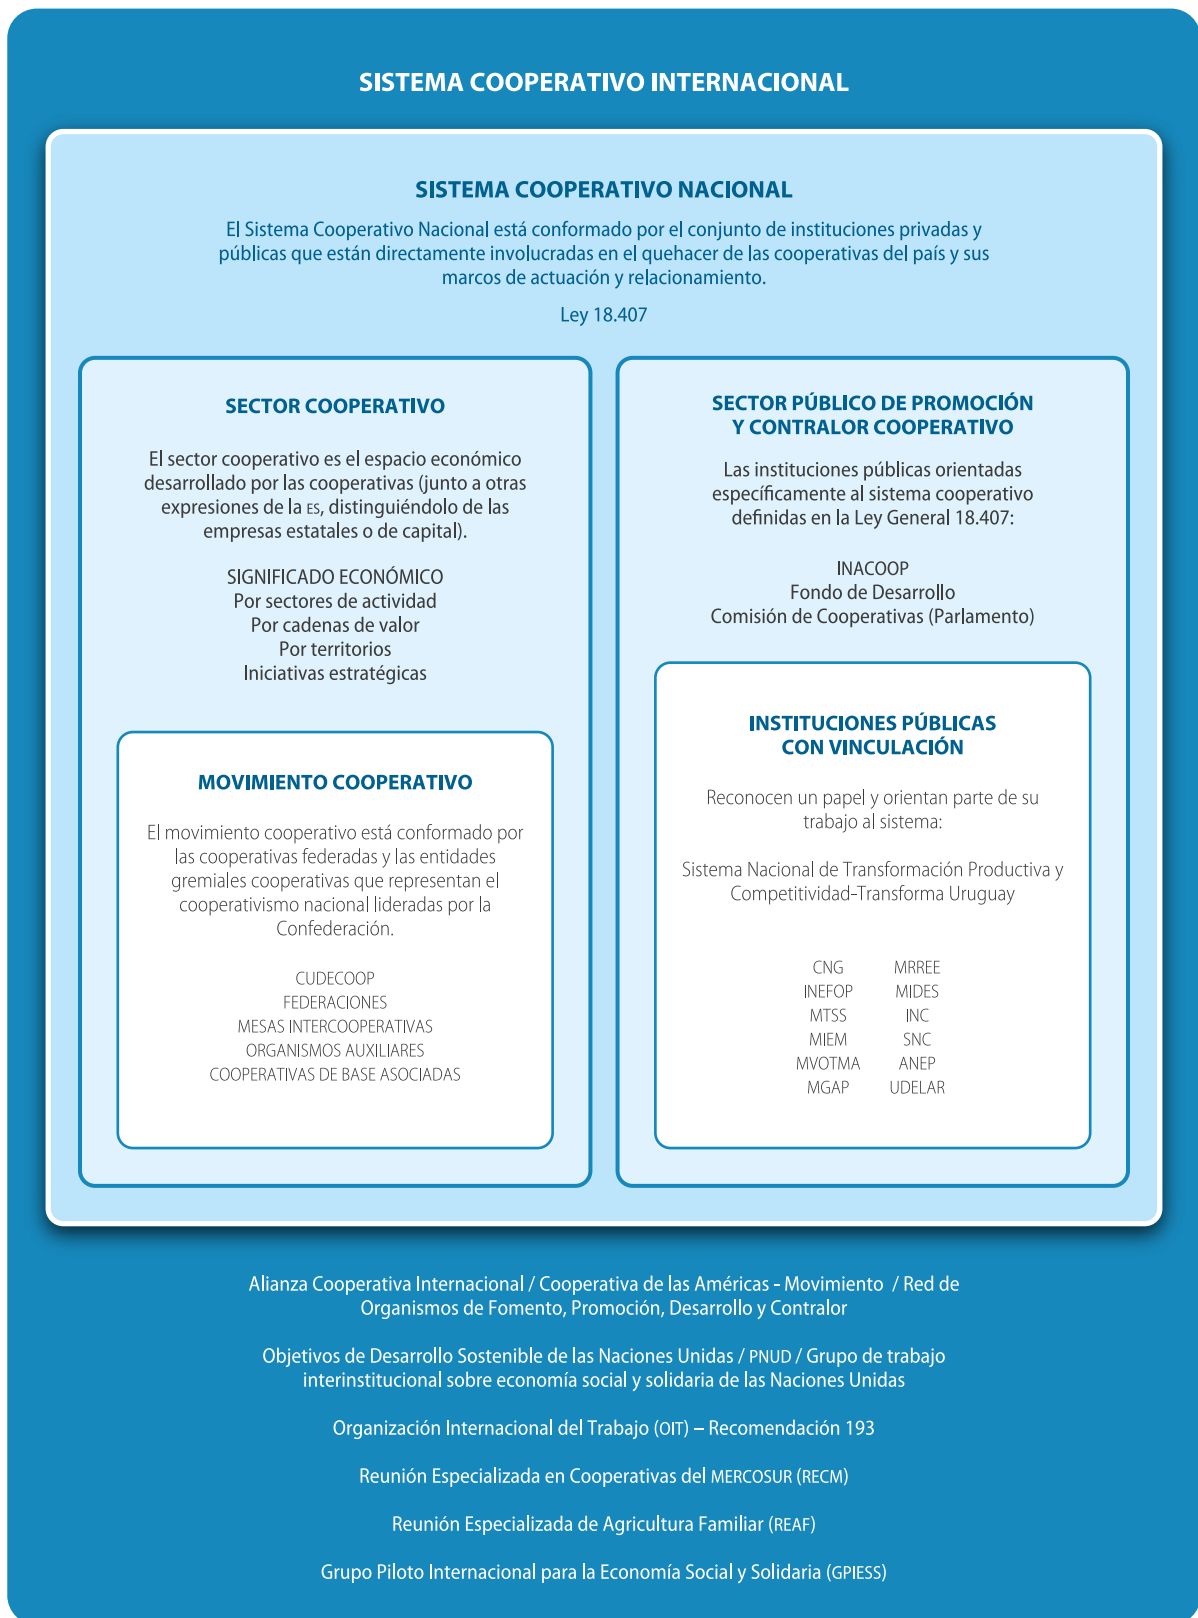 SISTEMA COOPERATIVO INTERNACIONAL
SISTEMA COOPERATIVO NACIONAL
El Sistema Cooperativo Nacional está conformado por el conjunto de instituciones privadas y
públicas que están directamente involucradas en el quehacer de las cooperativas del país y sus
marcos de actuación y relacionamiento.
Ley 18.407
SECTOR COOPERATIVO
El sector cooperativo es el espacio económico
desarrollado por las cooperativas (junto a otras
expresiones de la ES, distinguiéndolo de las
empresas estatales o de capital).
SIGNIFICADO ECONÓMICO
Por sectores de actividad
Por cadenas de valor
Por territorios
Iniciativas estratégicas
MOVIMIENTO COOPERATIVO
El movimiento cooperativo está conformado por
las cooperativas federadas y las entidades
gremiales cooperativas que representan el
cooperativismo nacional lideradas por la
Confederación.
CUDECOOP
FEDERACIONES
MESAS INTERCOOPERATIVAS
ORGANISMOS AUXILIARES
COOPERATIVAS DE BASE ASOCIADAS
SECTOR PÚBLICO DE PROMOCIÓN
Y CONTRALOR COOPERATIVO
Las instituciones públicas orientadas
específicamente al sistema cooperativo
definidas en la Ley General 18.407:
INACOOP
Fondo de Desarrollo
Comisión de Cooperativas (Parlamento)
INSTITUCIONES PÚBLICAS
CON VINCULACIÓN
Reconocen un papel y orientan parte de su
trabajo al sistema:
Sistema Nacional de Transformación Productiva y
Competitividad-Transforma Uruguay
CNG MRREE
INEFOP MIDES
MTSS INC
MIEM SNC
MVOTMA ANEP
MGAP UDELAR
Alianza Cooperativa Internacional / Cooperativa de las Américas - Movimiento / Red de
Organismos de Fomento, Promoción, Desarrollo y Contralor
Objetivos de Desarrollo Sostenible de las Naciones Unidas / PNUD / Grupo de trabajo
interinstitucional sobre economía social y solidaria de las Naciones Unidas
Organización Internacional del Trabajo (OIT) – Recomendación 193
Reunión Especializada en Cooperativas del MERCOSUR (RECM)
Reunión Especializada de Agricultura Familiar (REAF)
Grupo Piloto Internacional para la Economía Social y Solidaria (GPIESS)